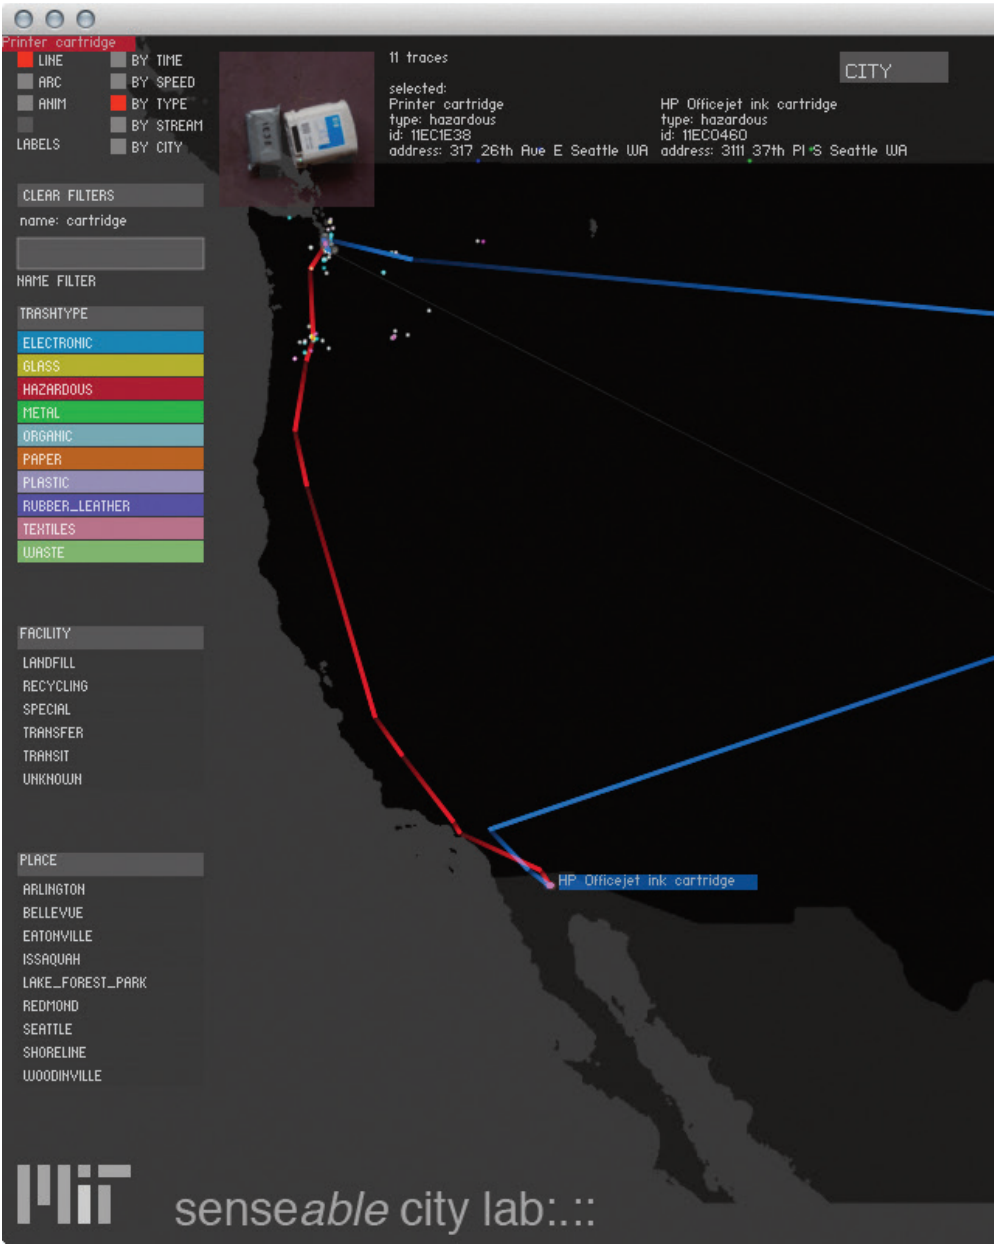 Printer cartridge
LINE
ARC
ANIM
LABELS
BY TIME
BY SPEED
BY TYPE
BY STREAM
BY CITY
11 traces
selected:
Printer cartridge
type: hazardous
id: 11EC1E38
address: 317 26th Ave E Seattle WA
HP Officejet ink cartridge
type: hazardous
id: 11EC0460
address: 3111 37th Pl S Seattle WA
CITY
CLEAR FILTERS
name: cartridge
NAME FILTER
TRASHTYPE
ELECTRONIC
GLASS
HAZARDOUS
METAL
ORGANIC
PAPER
PLASTIC
RUBBER_LEATHER
TEXTILES
WASTE
FACILITY
LANDFILL
RECYCLING
SPECIAL
TRANSFER
TRANSIT
UNKNOWN
PLACE
ARLINGTON
BELLEVUE
EATONVILLE
ISSAQUAH
LAKE_FOREST_PARK
REDMOND
SEATTLE
SHORELINE
WOODINVILLE
HP Officejet ink cartridge
MIT
senseable city lab:.::